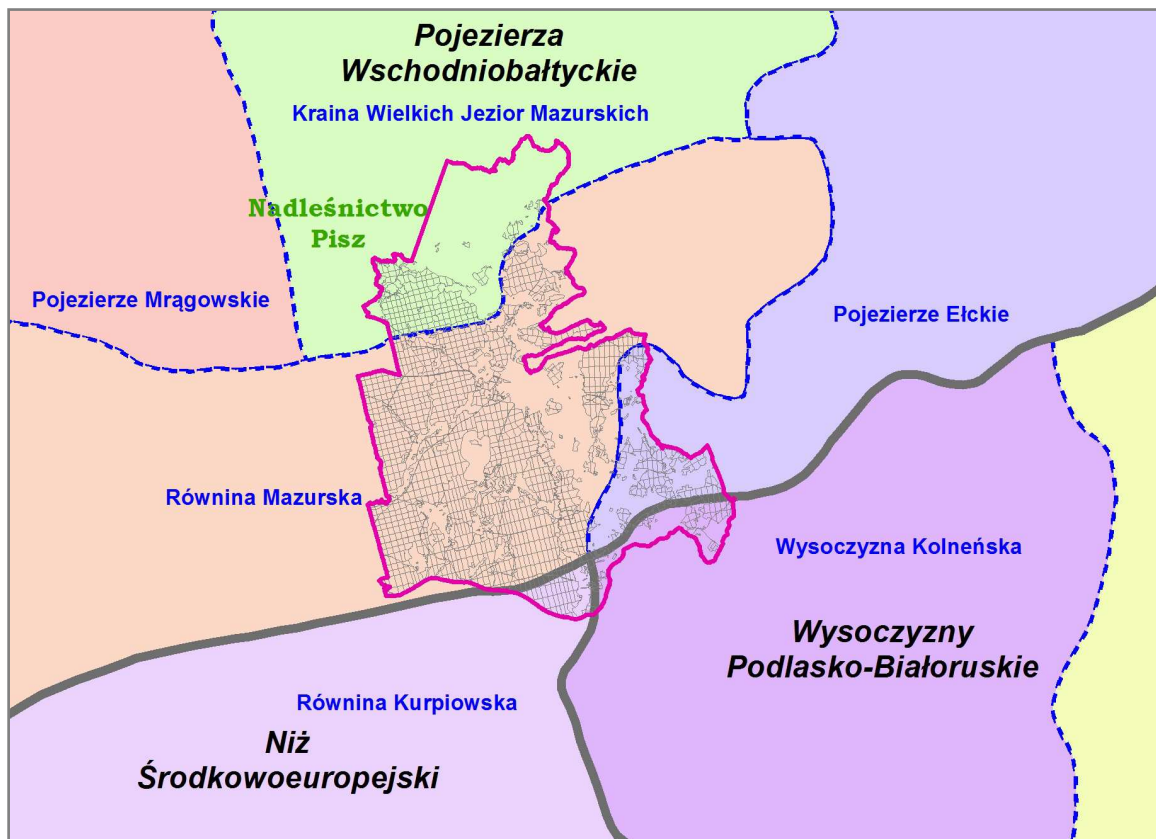 Pojezierza
Wschodniobałtyckie
Kraina Wielkich Jezior Mazurskich
Nadleśnictwo
Pisz
Pojezierze Mrągowskie
Pojezierze Ełckie
Równina Mazurska
Wysoczyzna Kolneńska
Wysoczyzny
Podlasko-Białoruskie
Równina Kurpiowska
Niż
Środkowoeuropejski